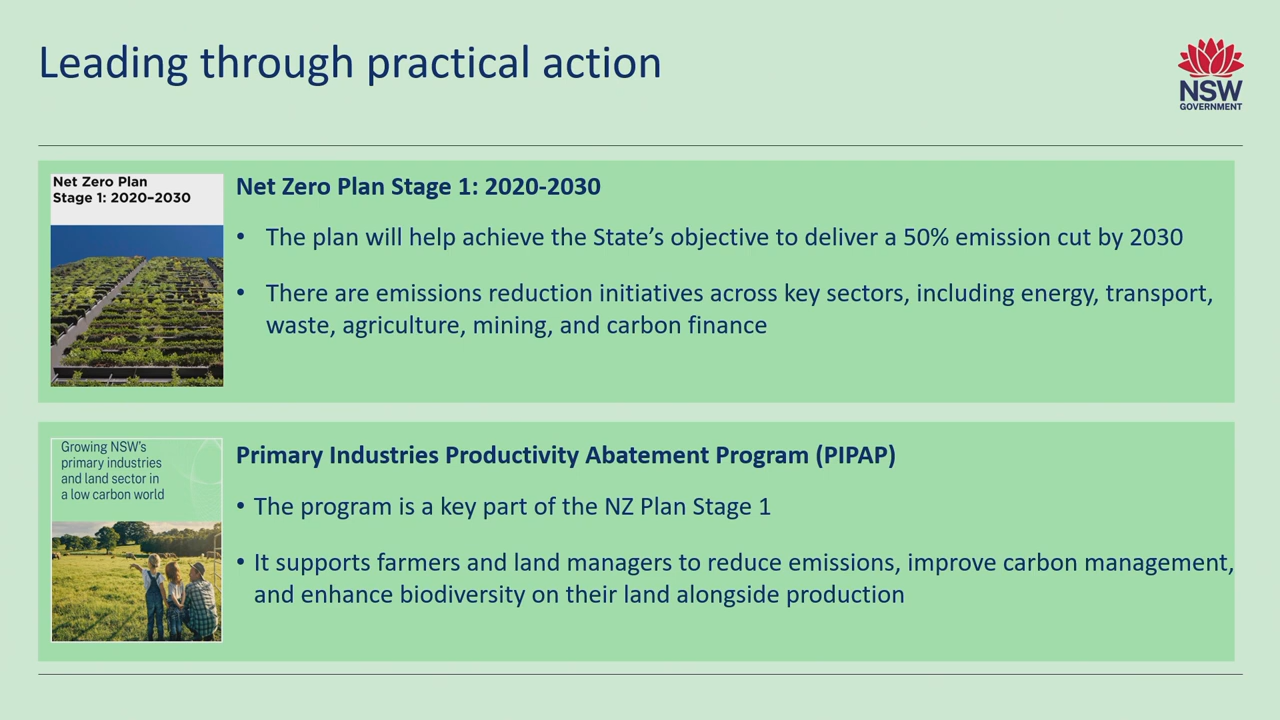 Leading through practical action
NSW
GOVERNMENT
Net Zero Plan
Stage 1: 2020–2030
Net Zero Plan Stage 1: 2020-2030
• The plan will help achieve the State’s objective to deliver a 50% emission cut by 2030
• There are emissions reduction initiatives across key sectors, including energy, transport,
waste, agriculture, mining, and carbon finance
Growing NSW’s
primary industries
and land sector in
a low carbon world
Primary Industries Productivity Abatement Program (PIPAP)
• The program is a key part of the NZ Plan Stage 1
• It supports farmers and land managers to reduce emissions, improve carbon management,
and enhance biodiversity on their land alongside production